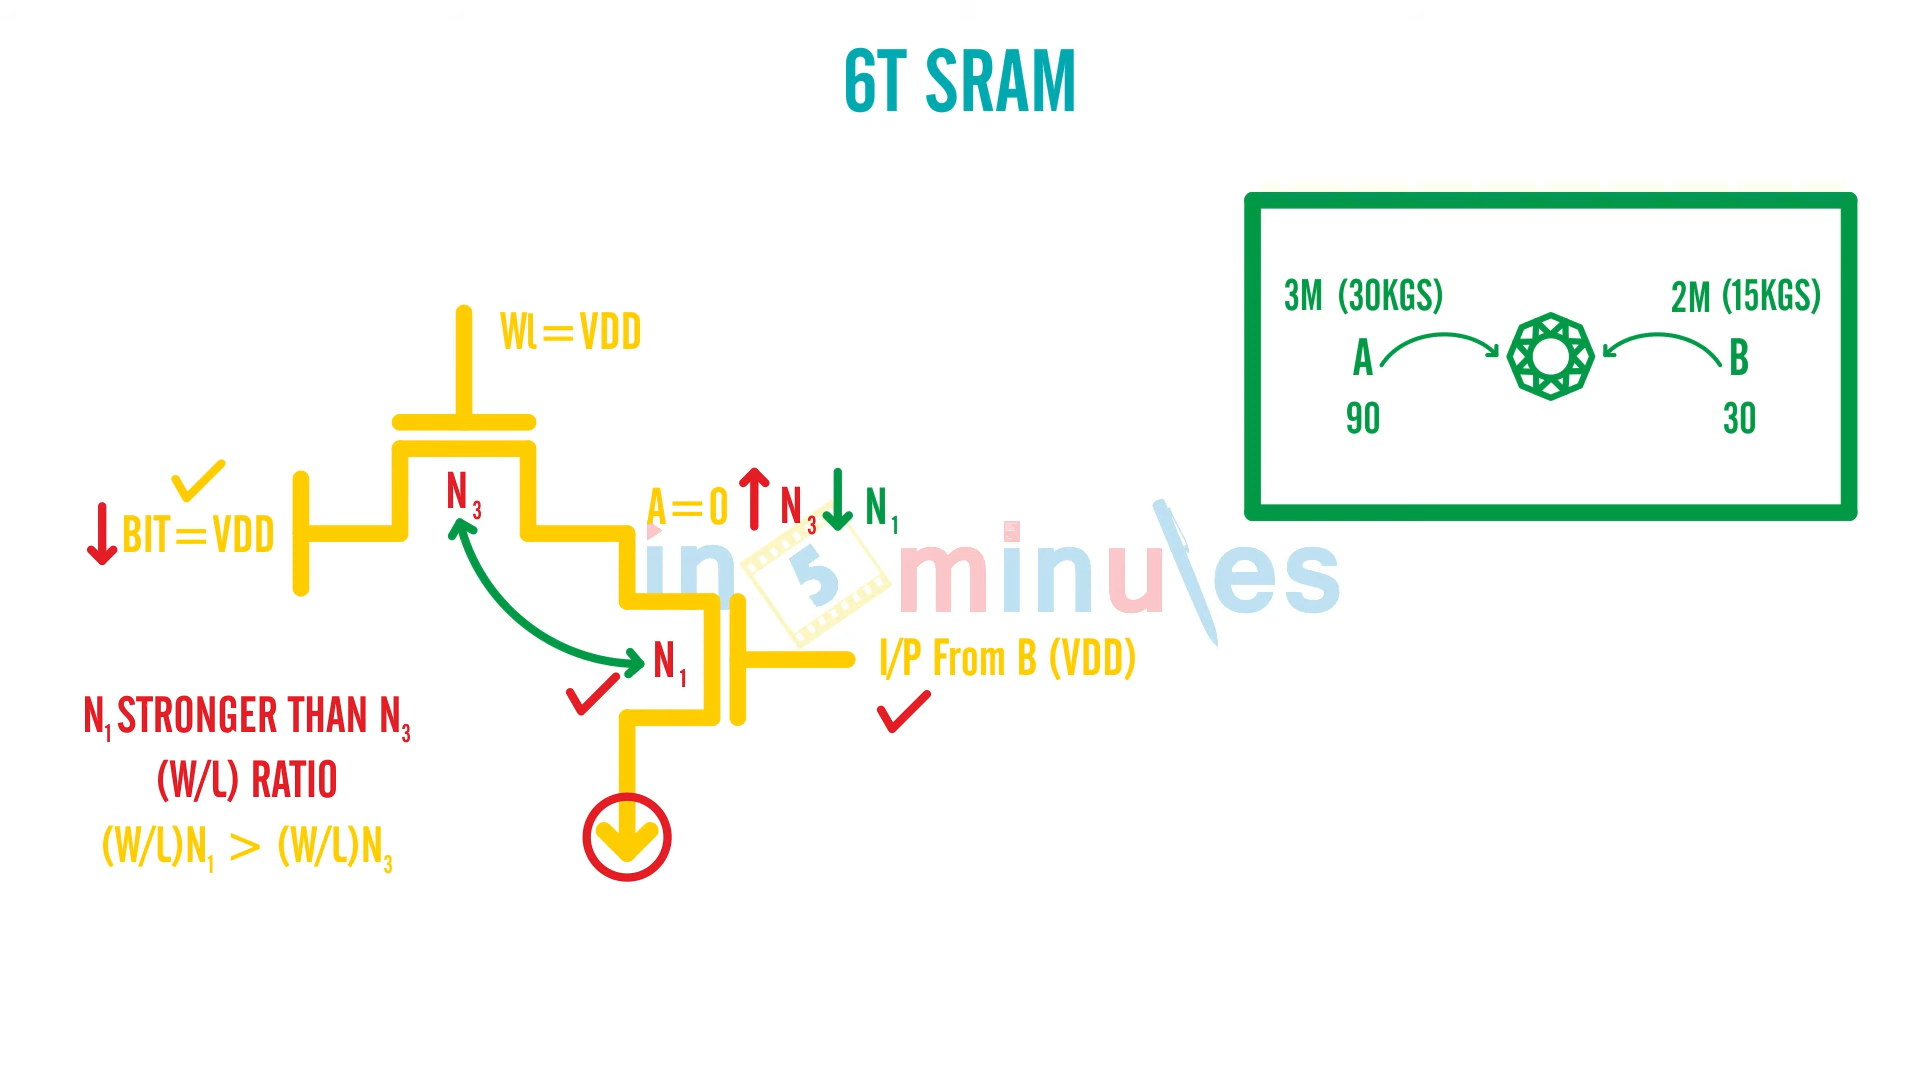 6T SRAM
3M (30KGS)
2M (15KGS)
A
B
90
30
Wl=VDD
BIT=VDD
N3
A=0 N3 N1
in 5 minutes
N1
I/P From B (VDD)
N1 STRONGER THAN N3
(W/L) RATIO
(W/L)N1 > (W/L)N3